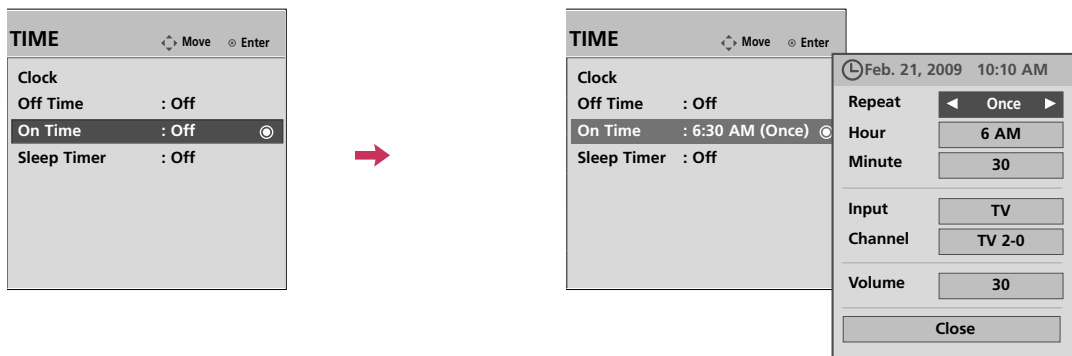 TIME Move Enter
Clock
Off Time : Off
On Time : Off
Sleep Timer : Off
TIME Move Enter
Clock
Off Time : Off
On Time : 6:30 AM (Once)
Sleep Timer : Off
Feb. 21, 2009 10:10 AM
Repeat ◀ Once ▶
Hour 6 AM
Minute 30
Input TV
Channel TV 2-0
Volume 30
Close